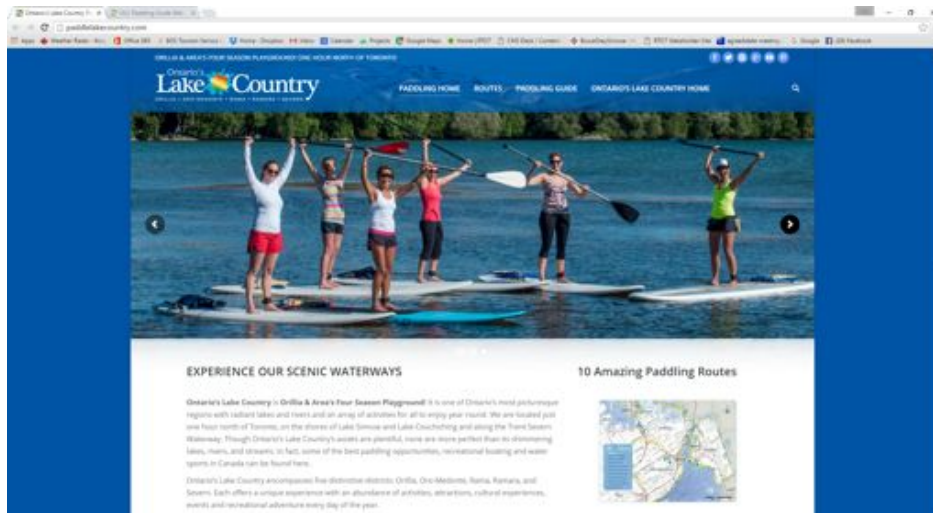 paddlelakecountry.com
ORILLIA & AREA'S FOUR SEASON PLAYGROUND! ONE HOUR NORTH OF TORONTO
Ontario's
Lake Country
PADDLING HOME ROUTES PADDLING GUIDE ONTARIO'S LAKE COUNTRY HOME
EXPERIENCE OUR SCENIC WATERWAYS
10 Amazing Paddling Routes
Ontario's Lake Country is Orillia & Area's Four Season Playground! It is one of Ontario's most picturesque
regions with radiant lakes and rivers and an array of activities for all to enjoy year round. We are located just
one hour north of Toronto, on the shores of Lake Simcoe and Lake Couchiching and along the Trent Severn
Waterway. Though Ontario's Lake Country's assets are plentiful, none are more perfect than its shimmering
lakes, rivers, and streams. In fact, some of the best paddling opportunities, recreational boating and water
sports in Canada can be found here.
Ontario's Lake Country encompasses five distinctive districts: Orillia, Oro-Medonte, Rama, Ramara, and
Severn. Each offers a unique experience with an abundance of activities, attractions, cultural experiences,
events and recreational adventure every day of the year.